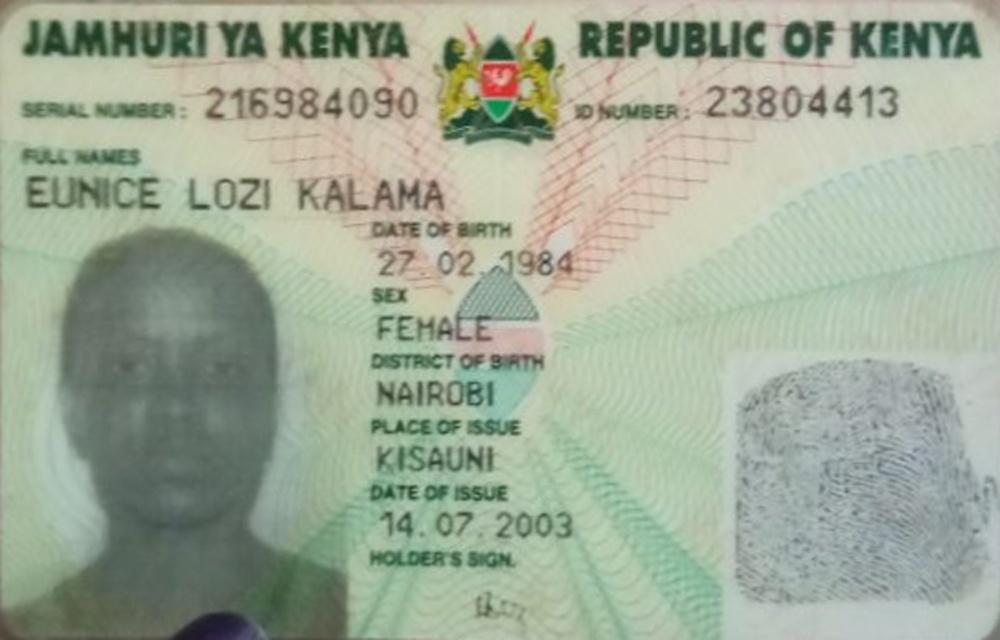 JAMHURI YA KENYA REPUBLIC OF KENYA
SERIAL NUMBER: 216984090 ID NUMBER: 23804413
FULL NAMES
EUNICE LOZI KALAMA
DATE OF BIRTH
27.02.1984
SEX
FEMALE
DISTRICT OF BIRTH
NAIROBI
PLACE OF ISSUE
KISAUNI
DATE OF ISSUE
14.07.2003
HOLDER'S SIGN.